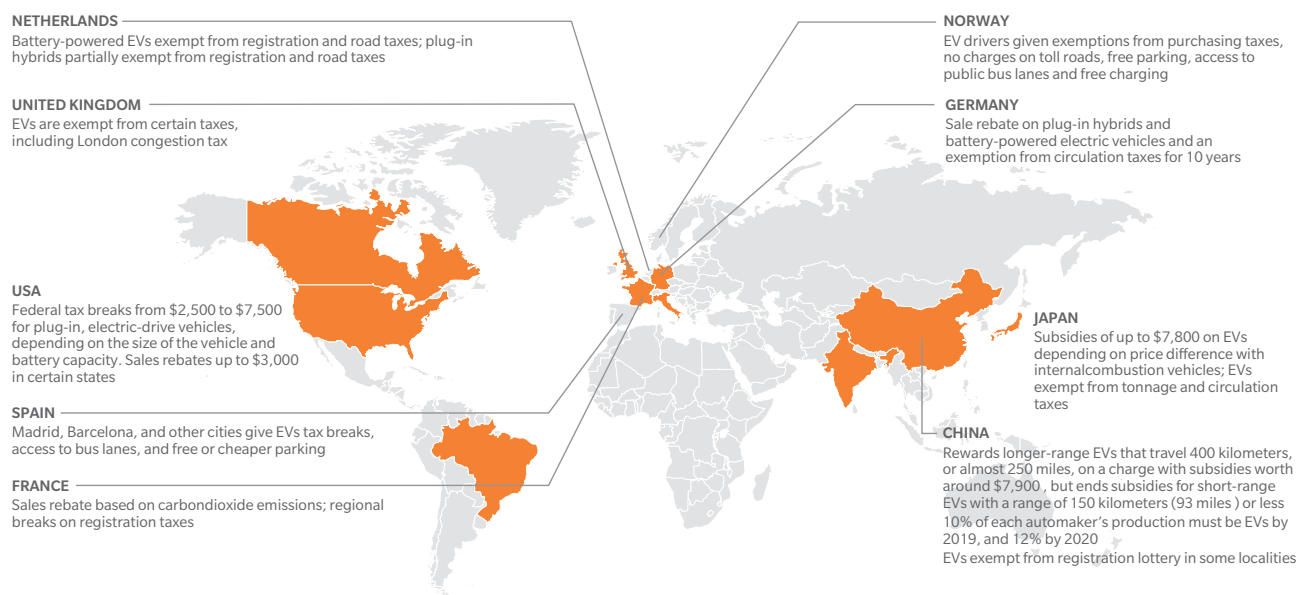 NETHERLANDS
Battery-powered EVs exempt from registration and road taxes; plug-in
hybrids partially exempt from registration and road taxes
UNITED KINGDOM
EVs are exempt from certain taxes,
including London congestion tax
USA
Federal tax breaks from $2,500 to $7,500
for plug-in, electric-drive vehicles,
depending on the size of the vehicle and
battery capacity. Sales rebates up to $3,000
in certain states
SPAIN
Madrid, Barcelona, and other cities give EVs tax breaks,
access to bus lanes, and free or cheaper parking
FRANCE
Sales rebate based on carbondioxide emissions; regional
breaks on registration taxes
NORWAY
EV drivers given exemptions from purchasing taxes,
no charges on toll roads, free parking, access to
public bus lanes and free charging
GERMANY
Sale rebate on plug-in hybrids and
battery-powered electric vehicles and an
exemption from circulation taxes for 10 years
JAPAN
Subsidies of up to $7,800 on EVs
depending on price difference with
internalcombustion vehicles; EVs
exempt from tonnage and circulation
taxes
CHINA
Rewards longer-range EVs that travel 400 kilometers,
or almost 250 miles, on a charge with subsidies worth
around $7,900 , but ends subsidies for short-range
EVs with a range of 150 kilometers (93 miles ) or less
10% of each automaker's production must be EVs by
2019, and 12% by 2020
EVs exempt from registration lottery in some localities